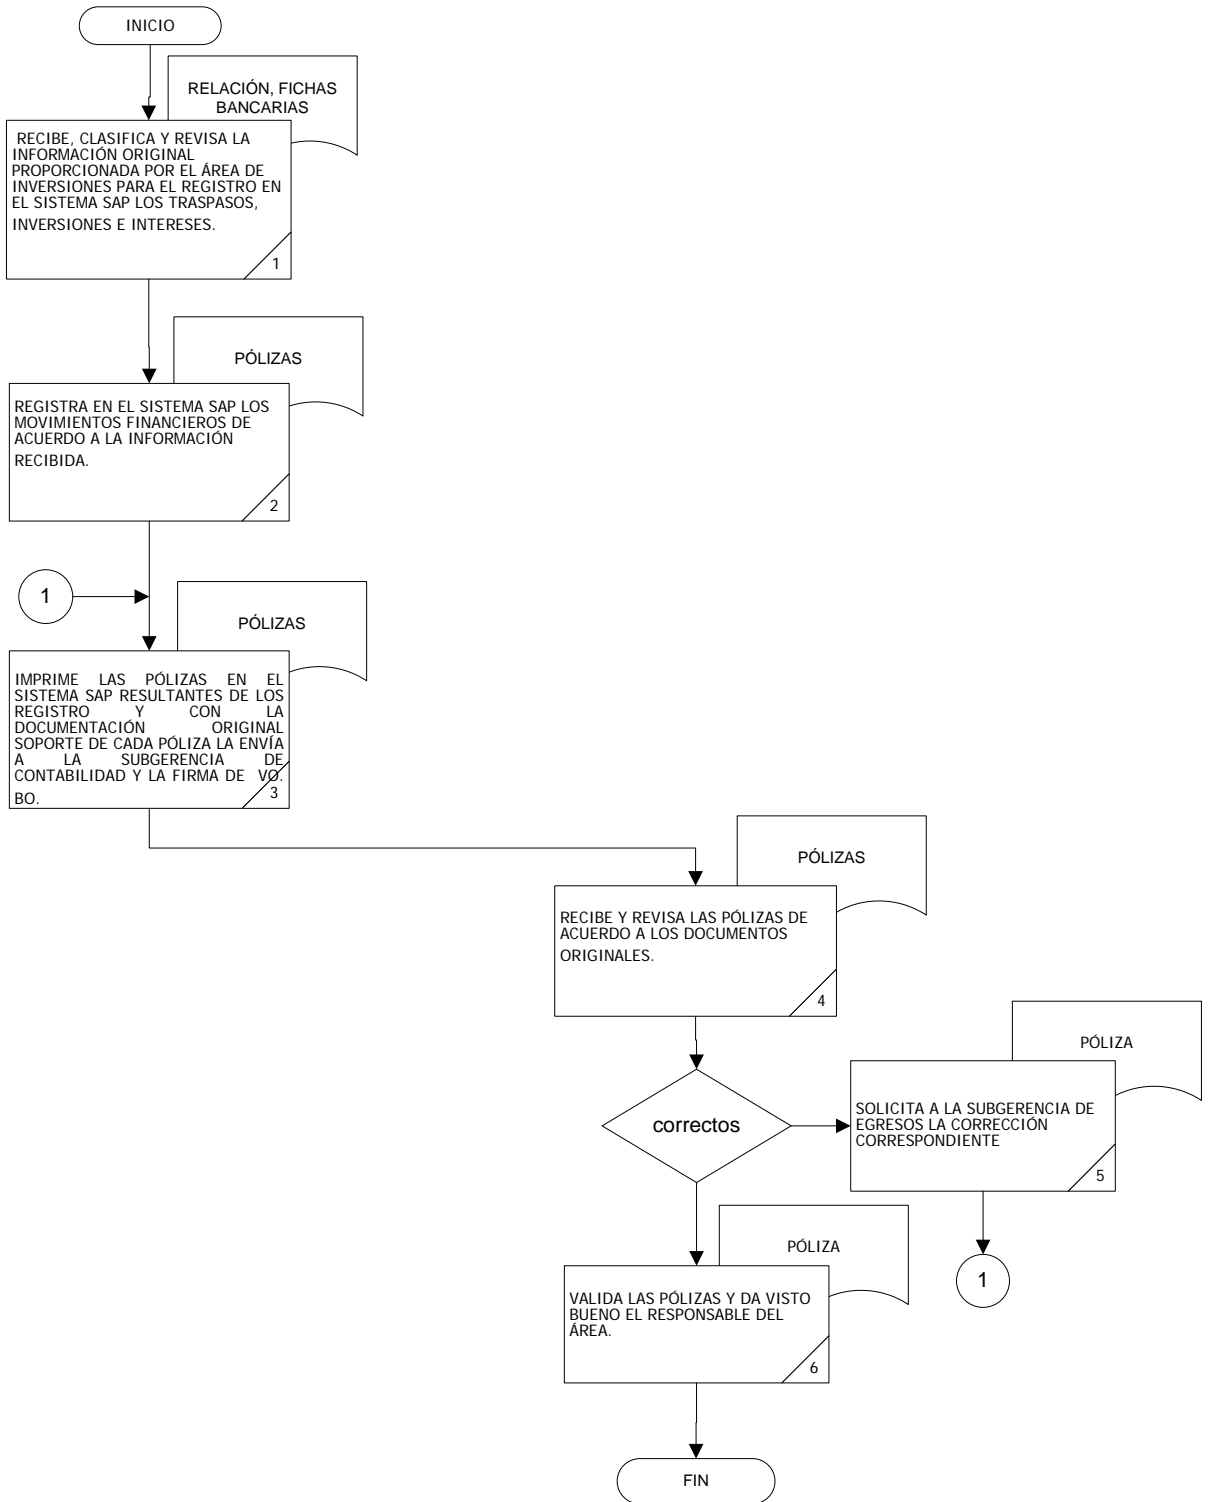 INICIO
RELACIÓN, FICHAS
BANCARIAS
RECIBE, CLASIFICA Y REVISA LA
INFORMACIÓN ORIGINAL
PROPORCIONADA POR EL ÁREA DE
INVERSIONES PARA EL REGISTRO EN
EL SISTEMA SAP LOS TRASPASOS,
INVERSIONES E INTERESES.
1
PÓLIZAS
REGISTRA EN EL SISTEMA SAP LOS
MOVIMIENTOS FINANCIEROS DE
ACUERDO A LA INFORMACIÓN
RECIBIDA.
2
1
PÓLIZAS
IMPRIME LAS PÓLIZAS EN EL
SISTEMA SAP RESULTANTES DE LOS
REGISTRO Y CON LA
DOCUMENTACIÓN ORIGINAL
SOPORTE DE CADA PÓLIZA LA ENVÍA
A LA SUBGERENCIA DE
CONTABILIDAD Y LA FIRMA DE VO.
BO.
3
PÓLIZAS
RECIBE Y REVISA LAS PÓLIZAS DE
ACUERDO A LOS DOCUMENTOS
ORIGINALES.
4
correctos
PÓLIZA
SOLICITA A LA SUBGERENCIA DE
EGRESOS LA CORRECCIÓN
CORRESPONDIENTE
5
1
PÓLIZA
VALIDA LAS PÓLIZAS Y DA VISTO
BUENO EL RESPONSABLE DEL
ÁREA.
6
FIN